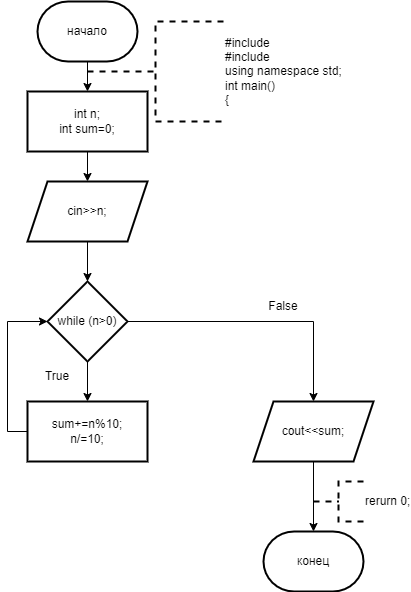 начало
#include
#include
using namespace std;
int main()
{
int n;
int sum=0;
cin>>n;
while (n>0)
False
True
sum+=n%10;
n/=10;
cout<<sum;
rerurn 0;
конец